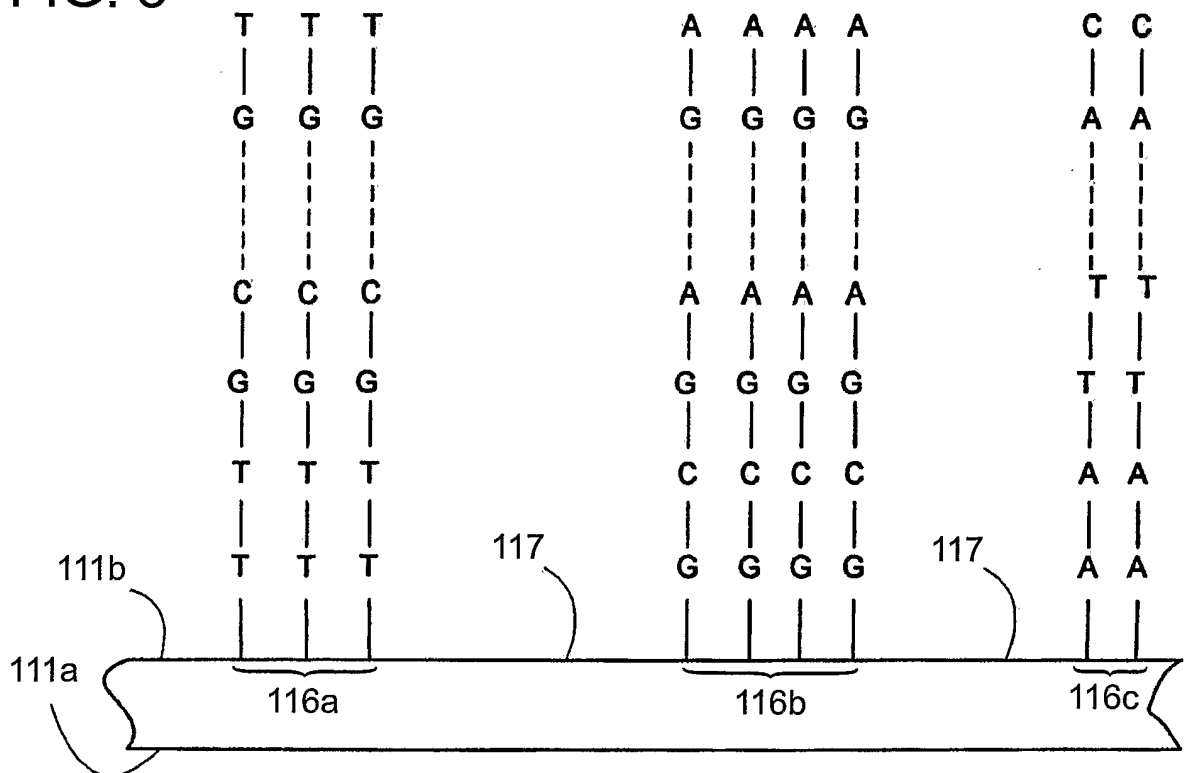 T T T A A A A C C
G G G G G G G A A
C C C A A A A T T
G G G G G G G T T
T T T C C C C A A
T T T G G G G A A
111b 117 117
111a
116a 116b 116c